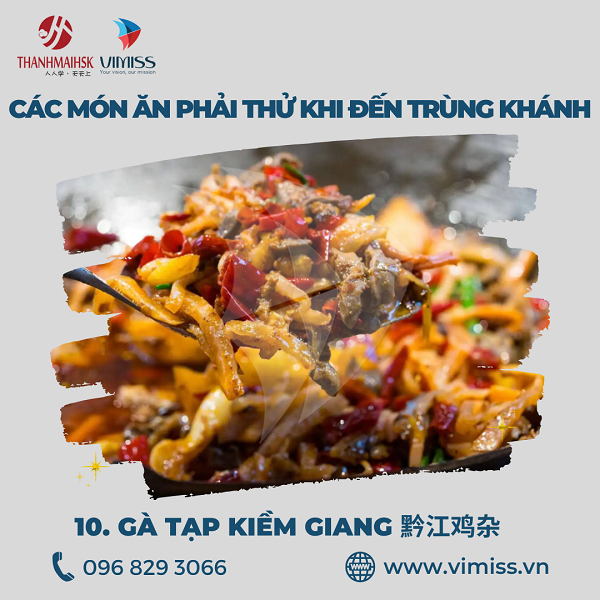 THANHMAIHSK VIMISS
人人学·天天上 Your vision, our mission
CÁC MÓN ĂN PHẢI THỬ KHI ĐẾN TRÙNG KHÁNH
10. GÀ TẠP KIỀM GIANG 黔江鸡杂
096 829 3066 www.vimiss.vn